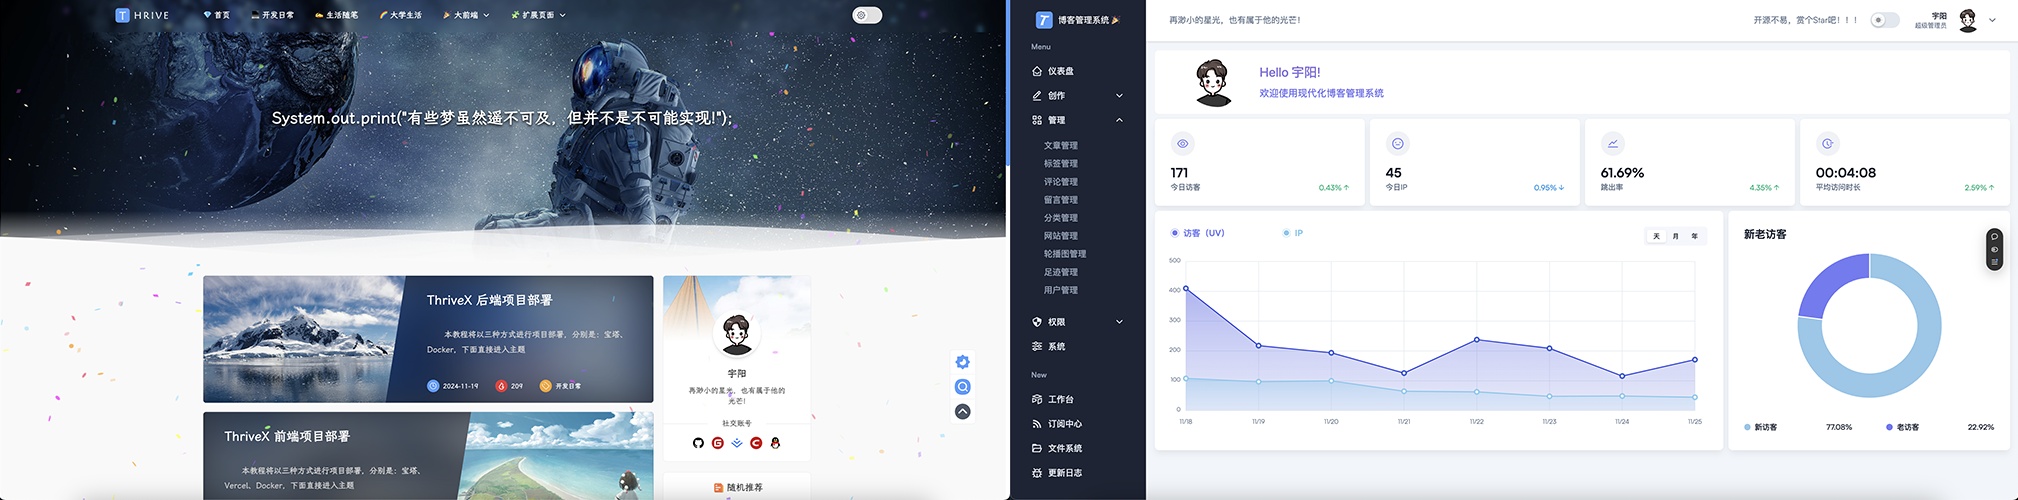 THRIVE
首页
开发日常
生活随笔
大学生活
大前端
扩展页面
System.out.print("有些梦虽然遥不可及，但并不是不可能实现!");
ThriveX 后端项目部署
本教程将以三种方式进行项目部署，分别是：宝塔、
Docker，下面直接进入主题
2024-11-19
209
开发日常
ThriveX 前端项目部署
本教程将以三种方式进行项目部署，分别是：宝塔、
Vercel、Docker，下面直接进入主题
宇阳
再渺小的星光，也有属于他的
光芒！
社交账号
随机推荐
博客管理系统
Menu
仪表盘
创作
管理
文章管理
标签管理
评论管理
留言管理
分类管理
网站管理
轮播图管理
足迹管理
用户管理
权限
系统
New
工作台
订阅中心
文件系统
更新日志
再渺小的星光，也有属于他的光芒！
开源不易，赏个Star吧！！！
宇阳
超级管理员
Hello 宇阳!
欢迎使用现代化博客管理系统
171
今日访客
0.43%
45
今日IP
0.95%
61.69%
跳出率
4.35%
00:04:08
平均访问时长
2.59%
访客（UV）
IP
天 月 年
500
400
300
200
100
0
11/18 11/19 11/20 11/21 11/22 11/23 11/24 11/25
新老访客
新访客 77.08%
老访客 22.92%